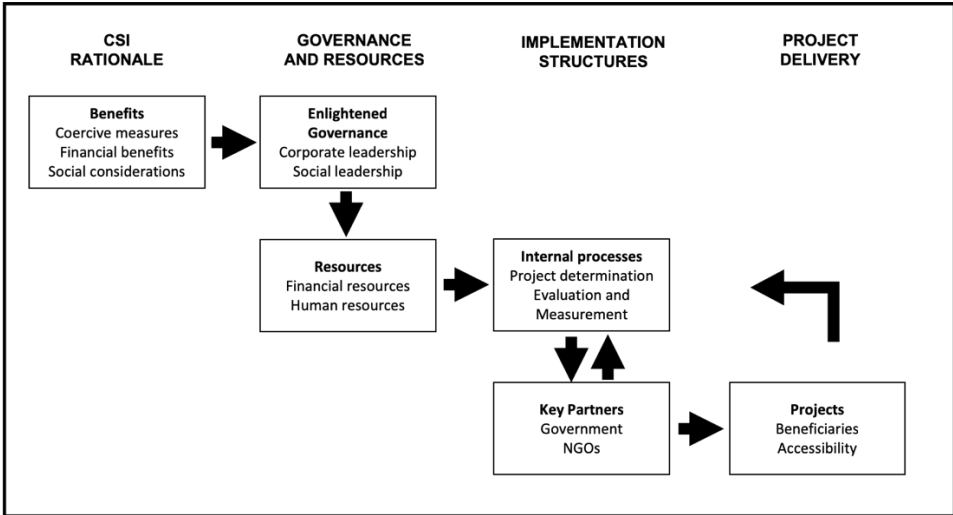 CSI
RATIONALE
GOVERNANCE
AND RESOURCES
IMPLEMENTATION
STRUCTURES
PROJECT
DELIVERY
Benefits
Coercive measures
Financial benefits
Social considerations
Enlightened
Governance
Corporate leadership
Social leadership
Resources
Financial resources
Human resources
Internal processes
Project determination
Evaluation and
Measurement
Key Partners
Government
NGOs
Projects
Beneficiaries
Accessibility